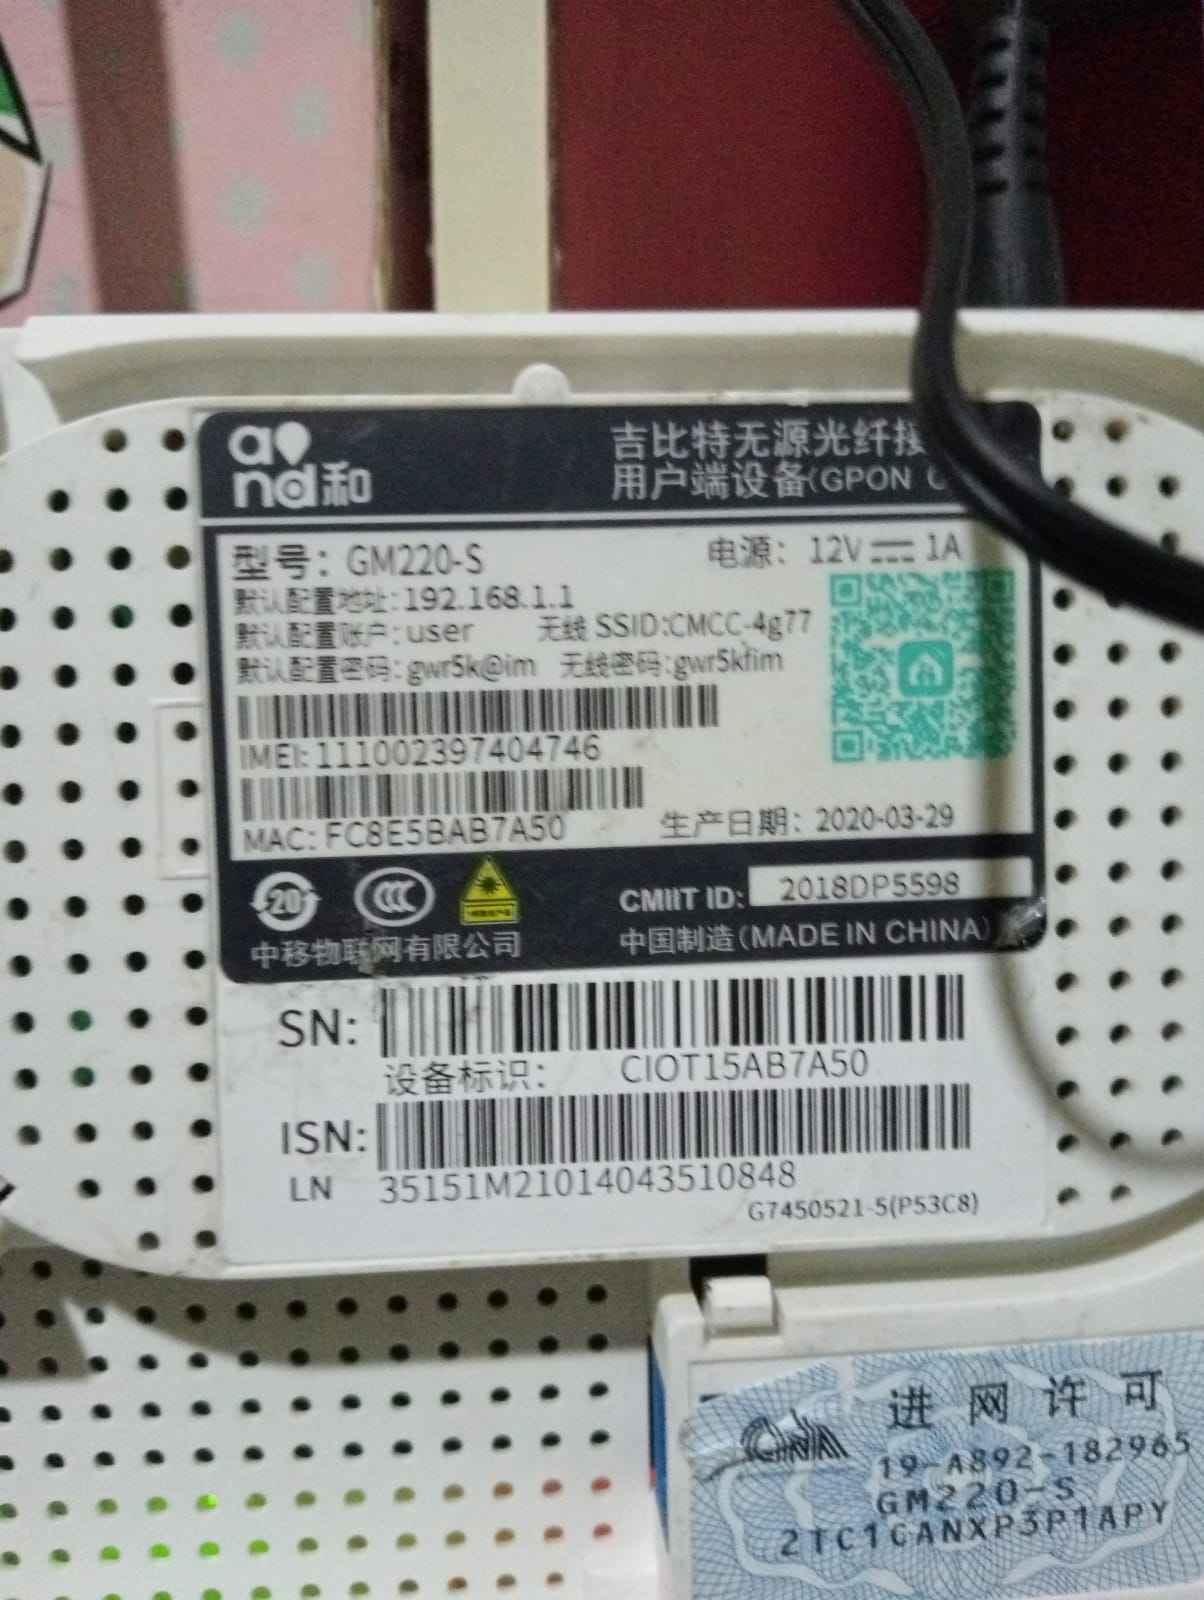 and和
吉比特无源光纤接
用户端设备(GPON
型号: GM220-S
电源: 12V 1A
默认配置地址:192.168.1.1
默认配置账户:user 无线 SSID:CMCC-4g77
默认配置密码:gwr5k@im 无线密码:gwr5kfim
IMEI:111002397404746
MAC: FC8E5BAB7A50
生产日期: 2020-03-29
20
CMIIT ID: 2018DP5598
中移物联网有限公司
中国制造(MADE IN CHINA)
SN:
设备标识: CIOT15AB7A50
ISN:
LN 35151M21014043510848
G7450521-5(P53C8)
进网许可
19-A892-182965
GM220-S
2TC1CANXP3P1APY